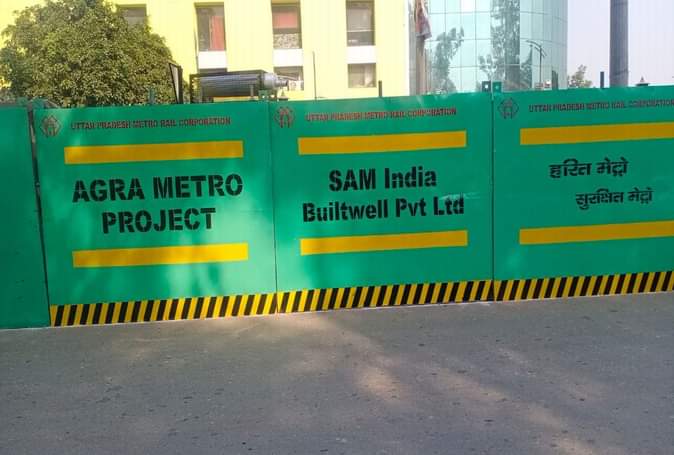 UTTAR PRADESH METRO RAIL CORPORATION
AGRA METRO
PROJECT
UTTAR PRADESH METRO RAIL CORPORATION
SAM India
Builtwell Pvt Ltd
UTTAR PRADESH METRO RAIL CORPORATION
हरित मेट्रो
सुरक्षित मेट्रो